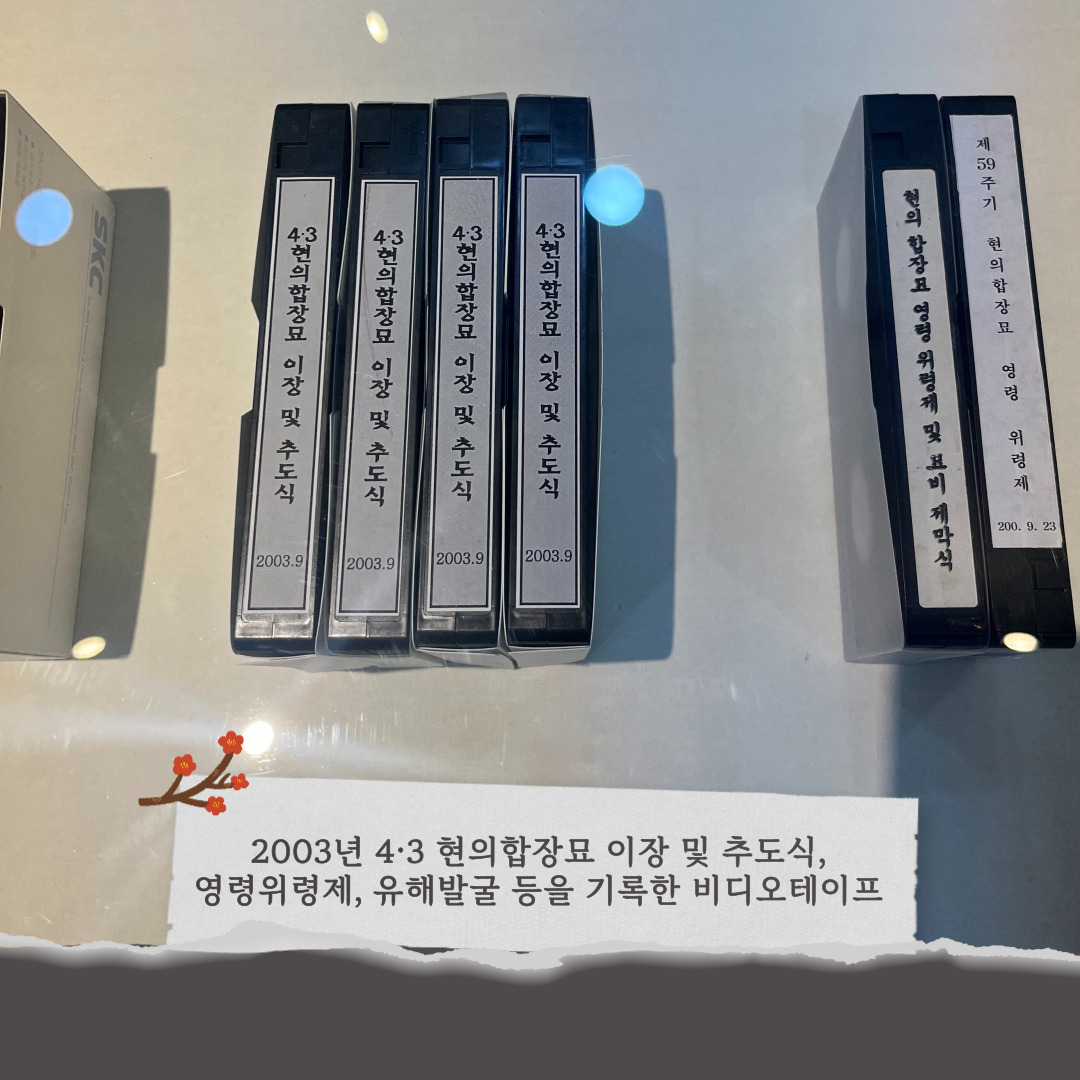 SKC
4·3 현의합장묘 이장 및 추도식
2003.9
4·3 현의합장묘 이장 및 추도식
2003.9
4·3 현의합장묘 이장 및 추도식
2003.9
4·3 현의합장묘 이장 및 추도식
2003.9
현의 합장묘 영령 위령제 및 묘비 제막식
제59주기 현의합장묘 영령 위령제
200. 9. 23
2003년 4·3 현의합장묘 이장 및 추도식,
영령위령제, 유해발굴 등을 기록한 비디오테이프